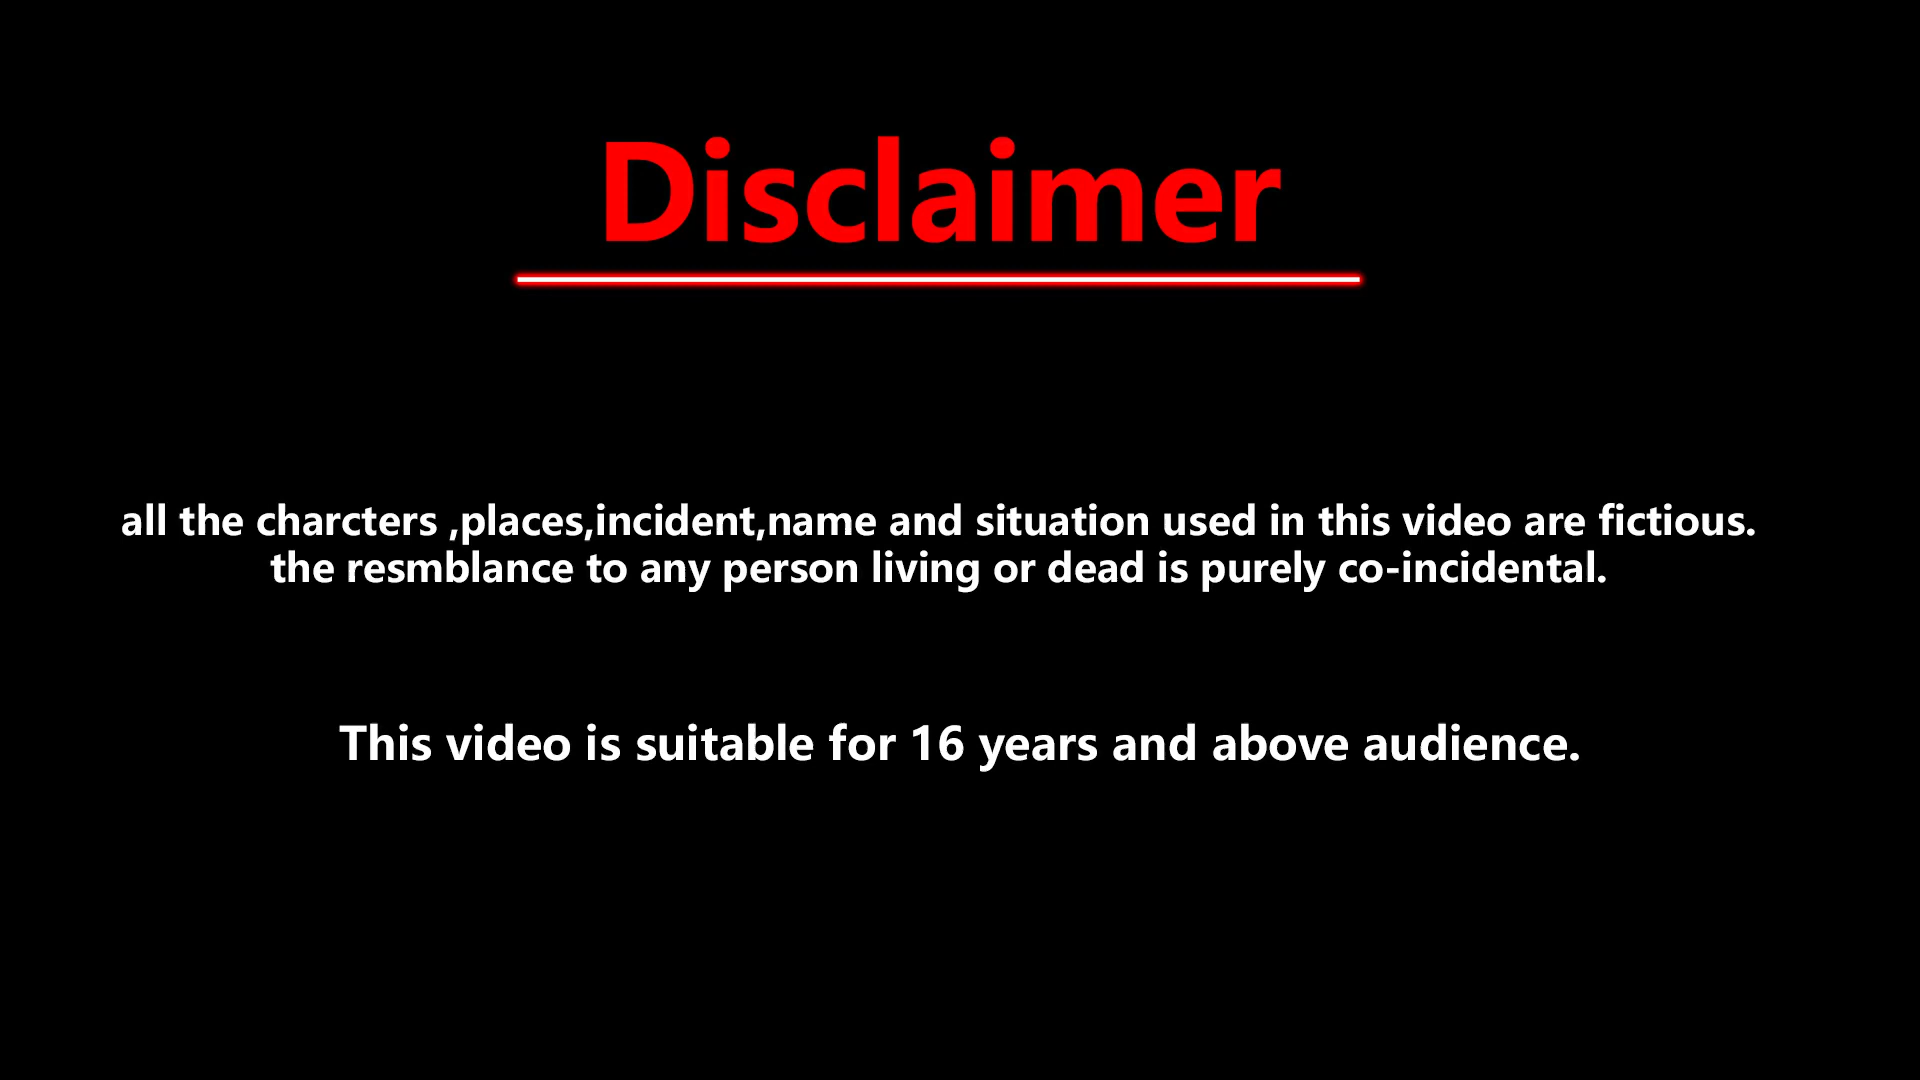 Disclaimer
all the charcters ,places,incident,name and situation used in this video are fictious.
the resmblance to any person living or dead is purely co-incidental.
This video is suitable for 16 years and above audience.